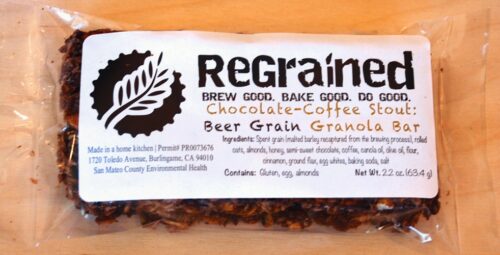 ReGrained
BREW GOOD. BAKE GOOD. DO GOOD.
Chocolate-Coffee Stout:
Beer Grain Granola Bar
Ingredients: Spent grain (malted barley recaptured from the brewing process), rolled
oats, almonds, honey, semi-sweet chocolate, coffee, canola oil, olive oil, flour,
cinnamon, ground flax, egg whites, baking soda, salt
Contains: Gluten, egg, almonds
Net Wt. 2.2 oz. (63.4 g)
Made in a home kitchen | Permit# PR0073676
1720 Toledo Avenue, Burlingame, CA 94010
San Mateo County Environmental Health